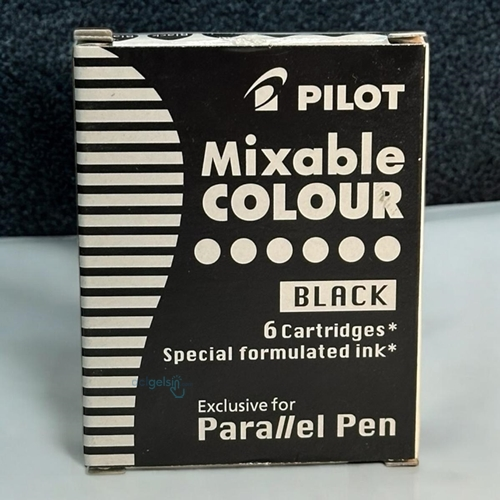 PILOT
Mixable
COLOUR
BLACK
6 Cartridges*
Special formulated ink*
Exclusive for
Parallel Pen